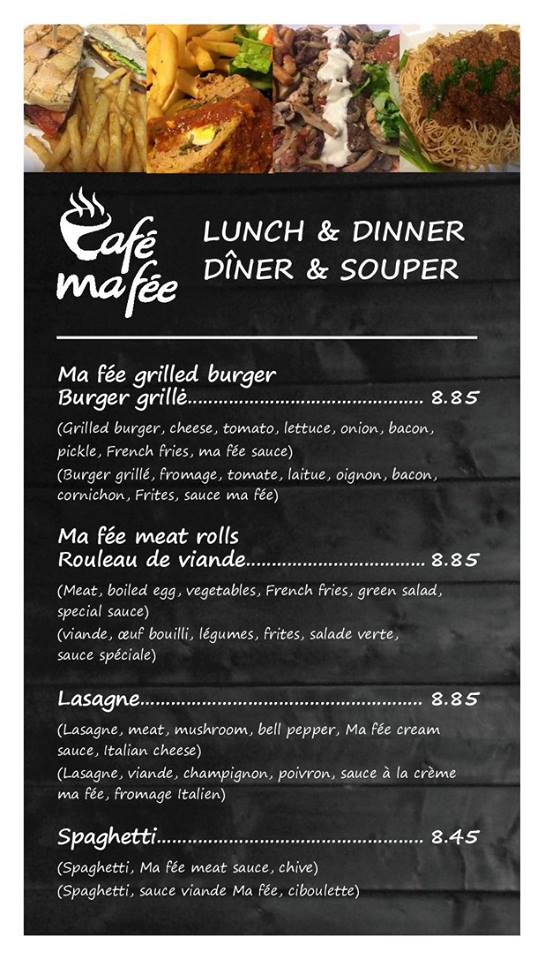 Café
ma fée
LUNCH & DINNER
DÎNER & SOUPER
Ma fée grilled burger
Burger grillé.............................................. 8.85
(Grilled burger, cheese, tomato, lettuce, onion, bacon,
pickle, French fries, ma fée sauce)
(Burger grillé, fromage, tomate, laitue, oignon, bacon,
cornichon, Frites, sauce ma fée)
Ma fée meat rolls
Rouleau de viande................................... 8.85
(Meat, boiled egg, vegetables, French fries, green salad,
special sauce)
(viande, œuf bouilli, légumes, frites, salade verte,
sauce spéciale)
Lasagne....................................................... 8.85
(Lasagne, meat, mushroom, bell pepper, Ma fée cream
sauce, Italian cheese)
(Lasagne, viande, champignon, poivron, sauce à la crème
ma fée, fromage Italien)
Spaghetti.................................................... 8.45
(Spaghetti, Ma fée meat sauce, chive)
(Spaghetti, sauce viande Ma fée, ciboulette)